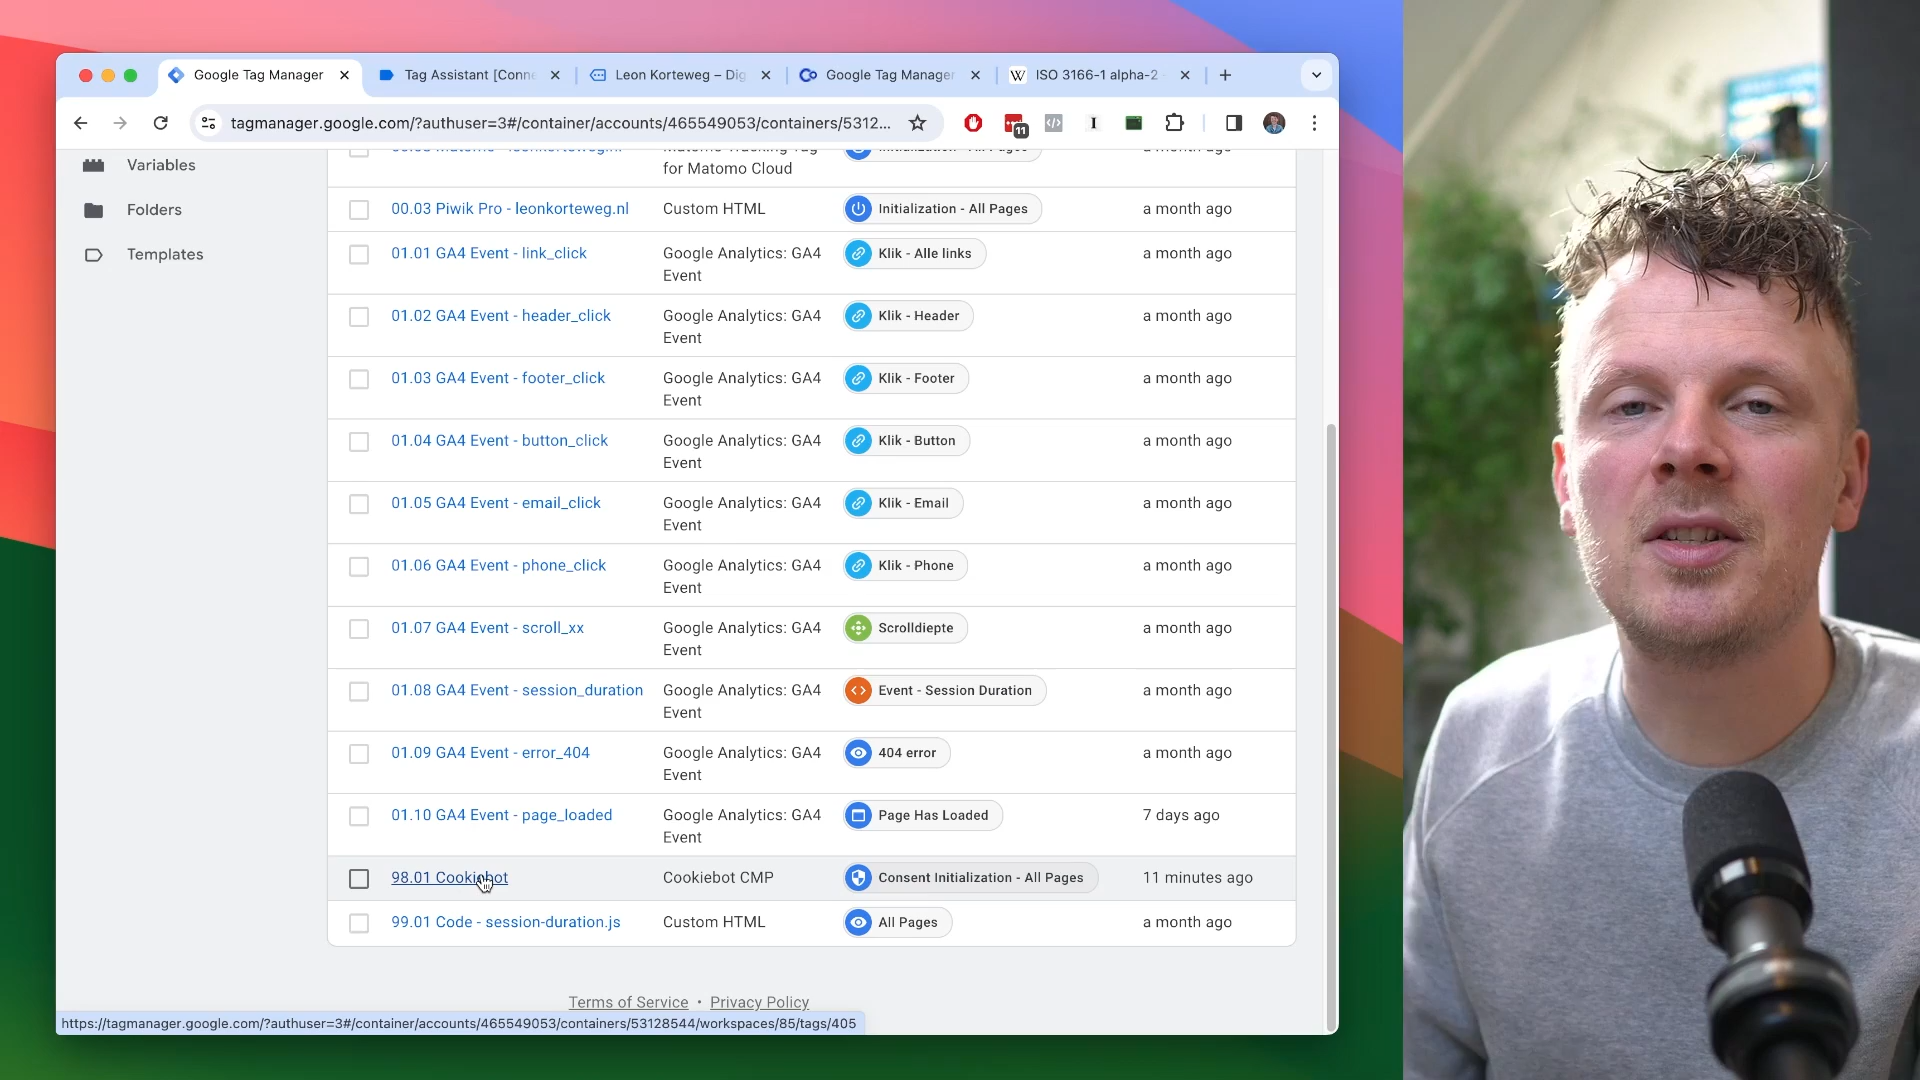 Google Tag Manager
Tag Assistant [Conne
Leon Korteweg – Dig
Google Tag Manager
W
ISO 3166-1 alpha-2
tagmanager.google.com/?authuser=3#/container/accounts/465549053/containers/5312...
11
I
Variables
Folders
Templates
for Matomo Cloud
00.03 Piwik Pro - leonkorteweg.nl
Custom HTML
Initialization - All Pages
a month ago
01.01 GA4 Event - link_click
Google Analytics: GA4
Event
Klik - Alle links
a month ago
01.02 GA4 Event - header_click
Google Analytics: GA4
Event
Klik - Header
a month ago
01.03 GA4 Event - footer_click
Google Analytics: GA4
Event
Klik - Footer
a month ago
01.04 GA4 Event - button_click
Google Analytics: GA4
Event
Klik - Button
a month ago
01.05 GA4 Event - email_click
Google Analytics: GA4
Event
Klik - Email
a month ago
01.06 GA4 Event - phone_click
Google Analytics: GA4
Event
Klik - Phone
a month ago
01.07 GA4 Event - scroll_xx
Google Analytics: GA4
Event
Scrolldiepte
a month ago
01.08 GA4 Event - session_duration
Google Analytics: GA4
Event
Event - Session Duration
a month ago
01.09 GA4 Event - error_404
Google Analytics: GA4
Event
404 error
a month ago
01.10 GA4 Event - page_loaded
Google Analytics: GA4
Event
Page Has Loaded
7 days ago
98.01 Cookiebot
Cookiebot CMP
Consent Initialization - All Pages
11 minutes ago
99.01 Code - session-duration.js
Custom HTML
All Pages
a month ago
Terms of Service • Privacy Policy
https://tagmanager.google.com/?authuser=3#/container/accounts/465549053/containers/53128544/workspaces/85/tags/405